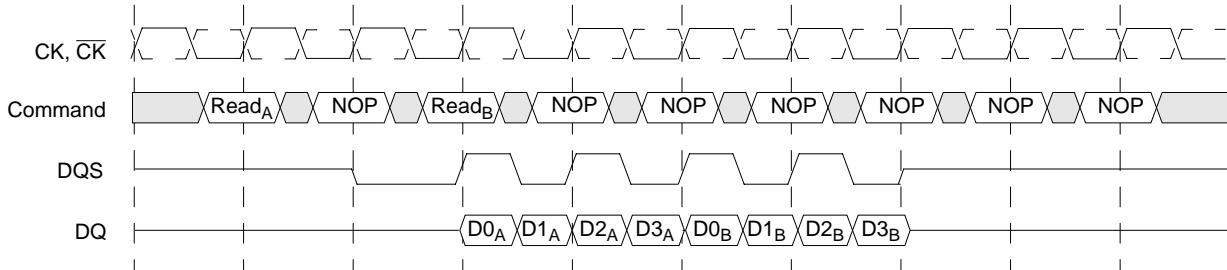 CK, C̅K̅
Command Read_A NOP Read_B NOP NOP NOP NOP NOP NOP
DQS
DQ D0_A D1_A D2_A D3_A D0_B D1_B D2_B D3_B